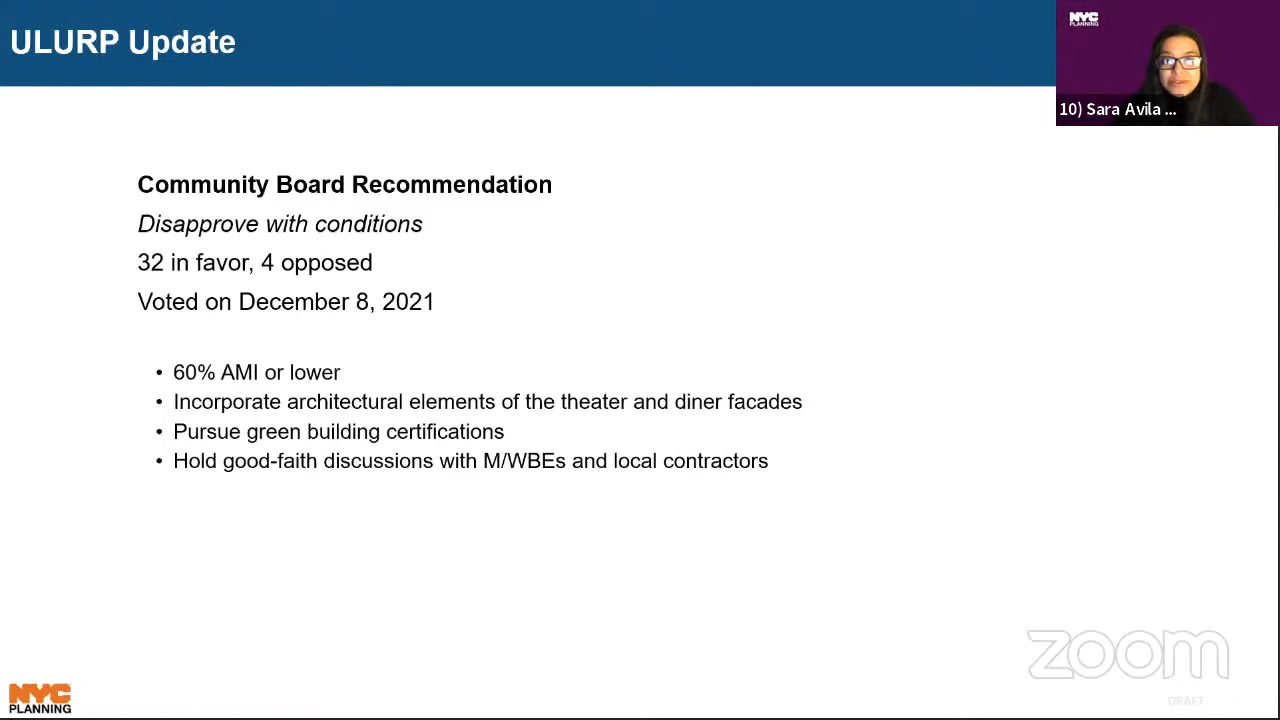 ULURP Update
NYC
PLANNING
10) Sara Avila ...
Community Board Recommendation
Disapprove with conditions
32 in favor, 4 opposed
Voted on December 8, 2021
• 60% AMI or lower
• Incorporate architectural elements of the theater and diner facades
• Pursue green building certifications
• Hold good-faith discussions with M/WBEs and local contractors
zoom
DRAFT
NYC
PLANNING